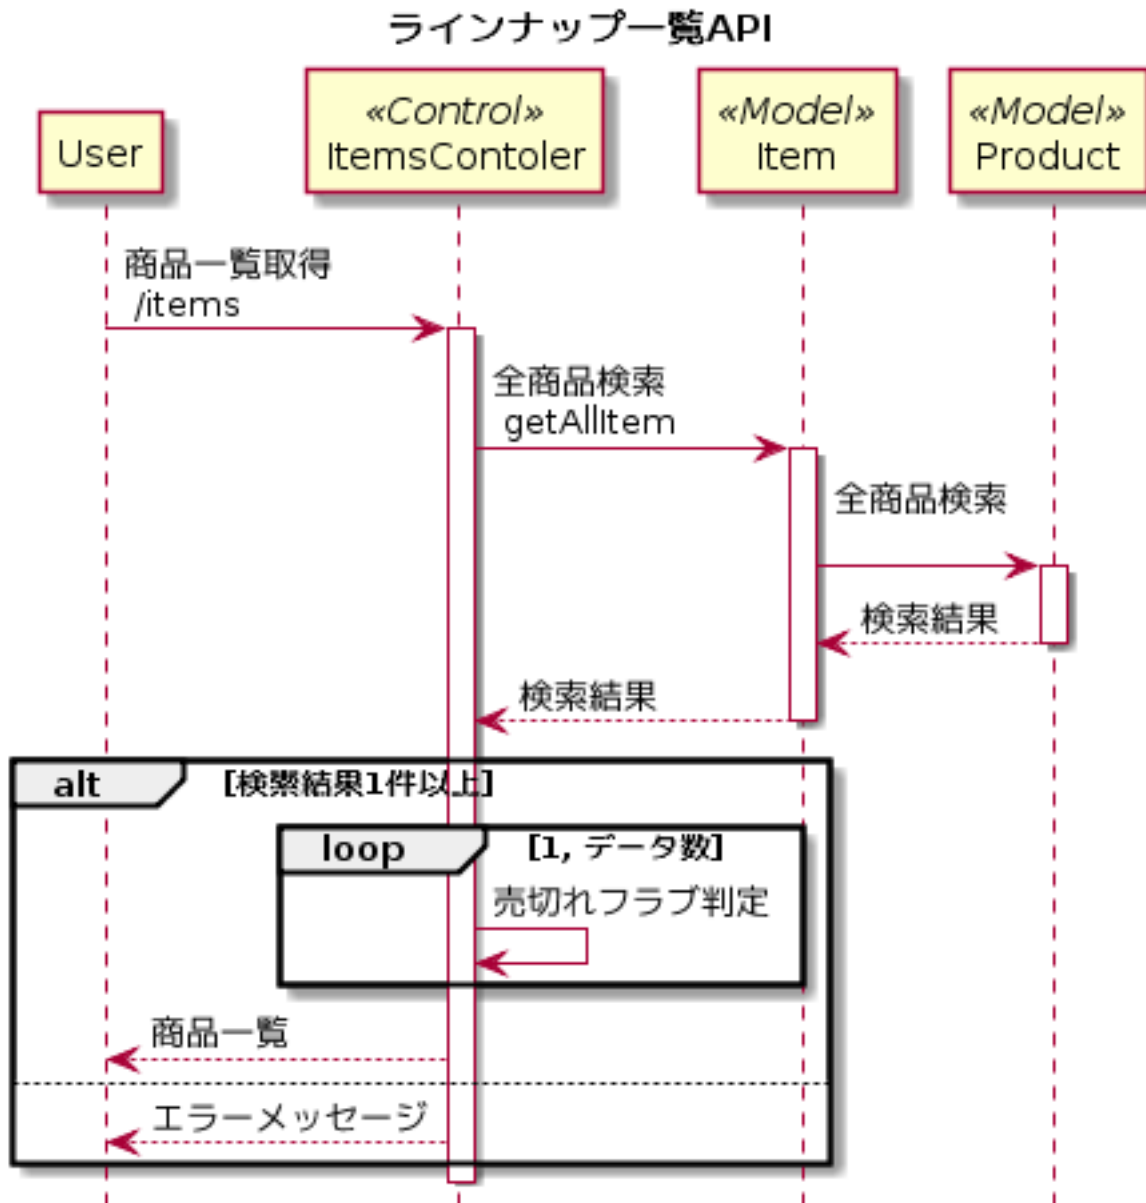 ラインナップ一覧API
User
«Control»
ItemsContoler
«Model»
Item
«Model»
Product
商品一覧取得
/items
全商品検索
getAllItem
全商品検索
検索結果
検索結果
alt [検索結果1件以上]
loop [1, データ数]
売切れフラブ判定
商品一覧
エラーメッセージ